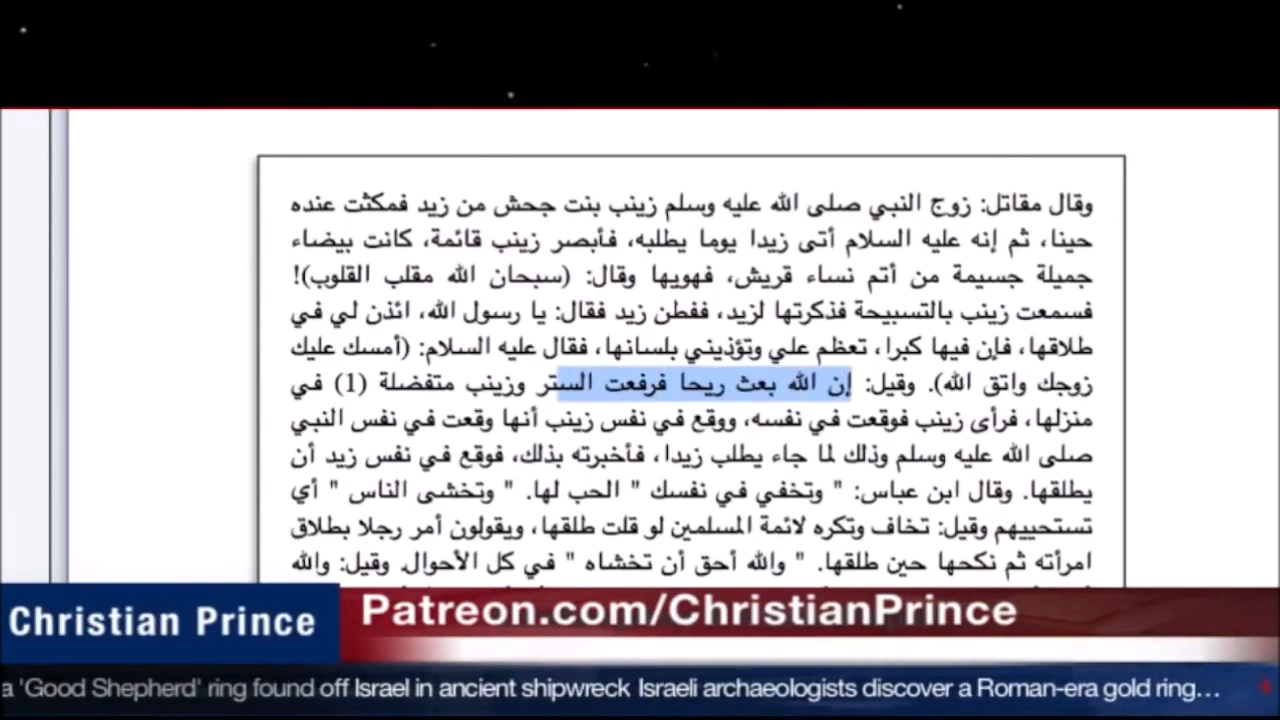 وقال مقاتل: زوج النبي صلى الله عليه وسلم زينب بنت جحش من زيد فمكثت عنده
حينا، ثم إنه عليه السلام أتى زيدا يوما يطلبه، فأبصر زينب قائمة، كانت بيضاء
جميلة جسيمة من أتم نساء قريش، فهويها وقال: (سبحان الله مقلب القلوب)!
فسمعت زينب بالتسبيحة فذكرتها لزيد، ففطن زيد فقال: يا رسول الله، ائذن لي في
طلاقها، فإن فيها كبرا، تعظم علي وتؤذيني بلسانها، فقال عليه السلام: (أمسك عليك
زوجك واتق الله). وقيل: إن الله بعث ريحا فرفعت الستر وزينب متفضلة (1) في
منزلها، فرأى زينب فوقعت في نفسه، ووقع في نفس زينب أنها وقعت في نفس النبي
صلى الله عليه وسلم وذلك لما جاء يطلب زيدا، فأخبرته بذلك، فوقع في نفس زيد أن
يطلقها. وقال ابن عباس: " وتخفي في نفسك " الحب لها. " وتخشى الناس " أي
تستحييهم وقيل: تخاف وتكره لائمة المسلمين لو قلت طلقها، ويقولون أمر رجلا بطلاق
امرأته ثم نكحها حين طلقها. " والله أحق أن تخشاه " في كل الأحوال. وقيل: والله
Christian Prince
Patreon.com/ChristianPrince
a 'Good Shepherd' ring found off Israel in ancient shipwreck Israeli archaeologists discover a Roman-era gold ring...